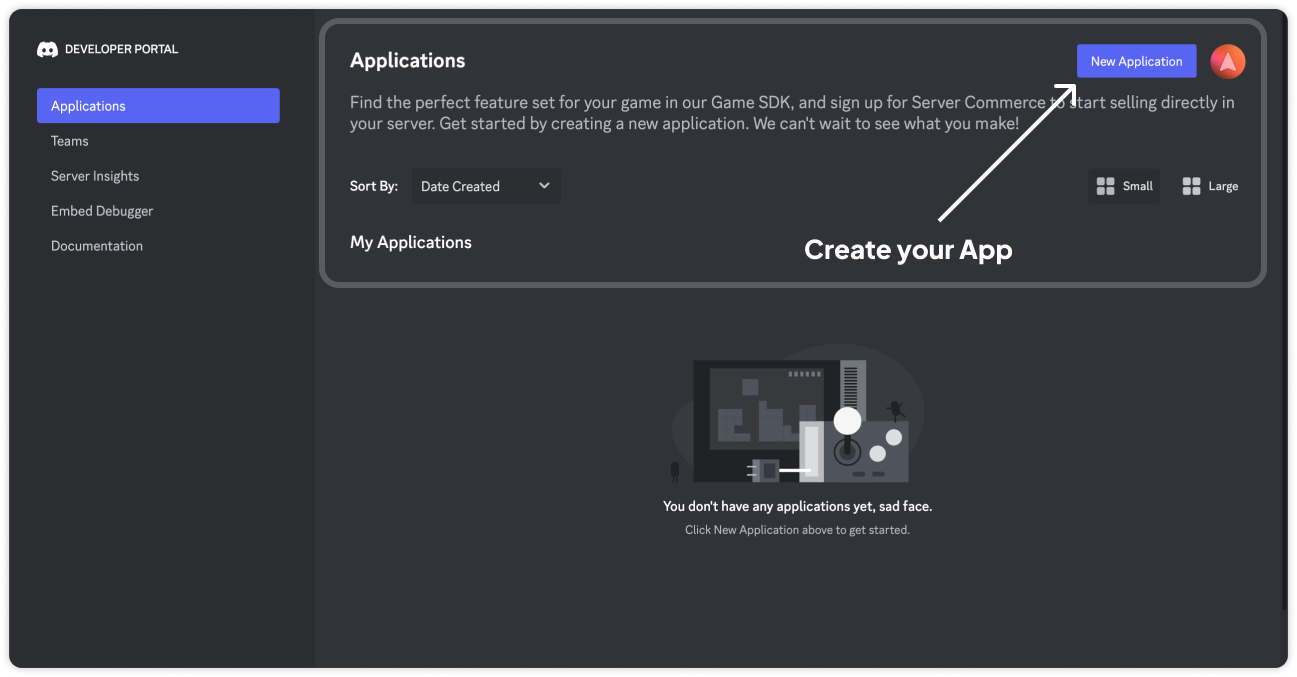 DEVELOPER PORTAL
Applications
Teams
Server Insights
Embed Debugger
Documentation
Applications
New Application
Find the perfect feature set for your game in our Game SDK, and sign up for Server Commerce to start selling directly in
your server. Get started by creating a new application. We can't wait to see what you make!
Sort By:
Date Created
Small
Large
My Applications
Create your App
You don't have any applications yet, sad face.
Click New Application above to get started.